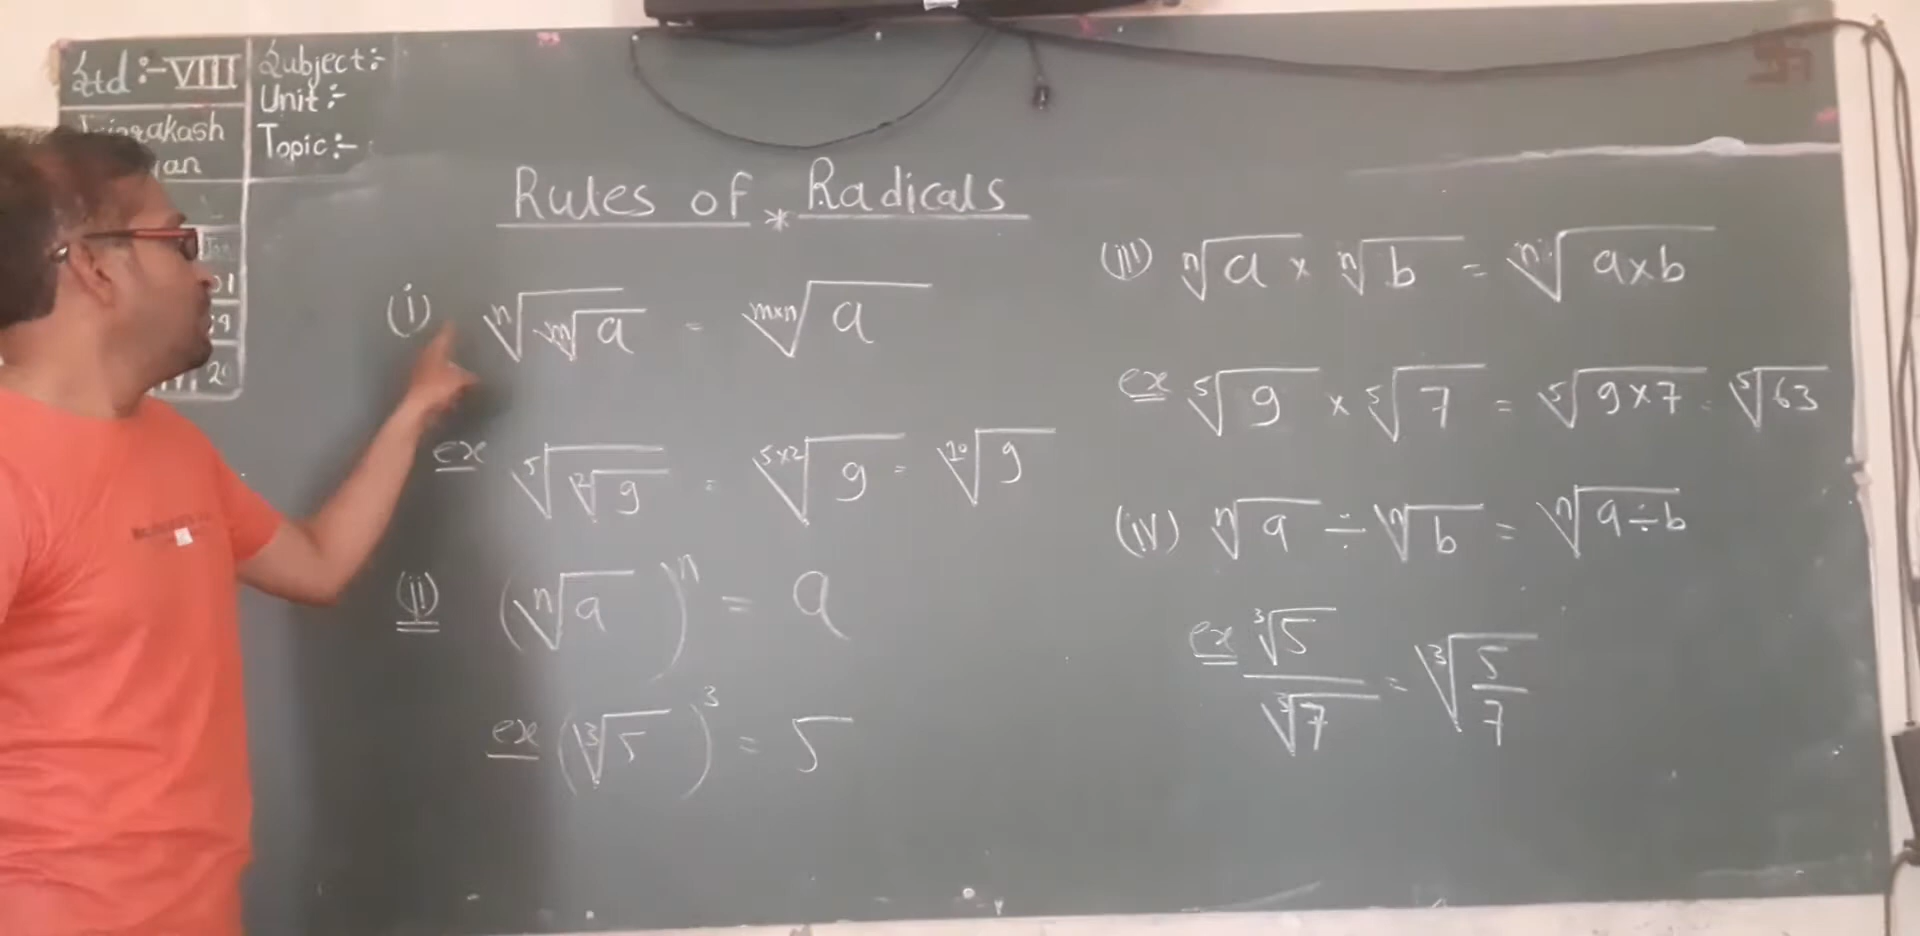 Std :- VIII
Subject :-
Unit :-
Topic :-
Rules of * Radicals
(i) ⁿ√(ᵐ√a) = ᵐˣⁿ√a
ex ⁵√(²√9) = ⁵ˣ²√9 = ¹⁰√9
(ii) (ⁿ√a)ⁿ = a
ex (³√5)³ = 5
(iii) ⁿ√a × ⁿ√b = ⁿ√(a×b)
ex ⁵√9 × ⁵√7 = ⁵√(9×7) = ⁵√63
(iv) ⁿ√a ÷ ⁿ√b = ⁿ√(a÷b)
ex ³√5 / ³√7 = ³√(5/7)